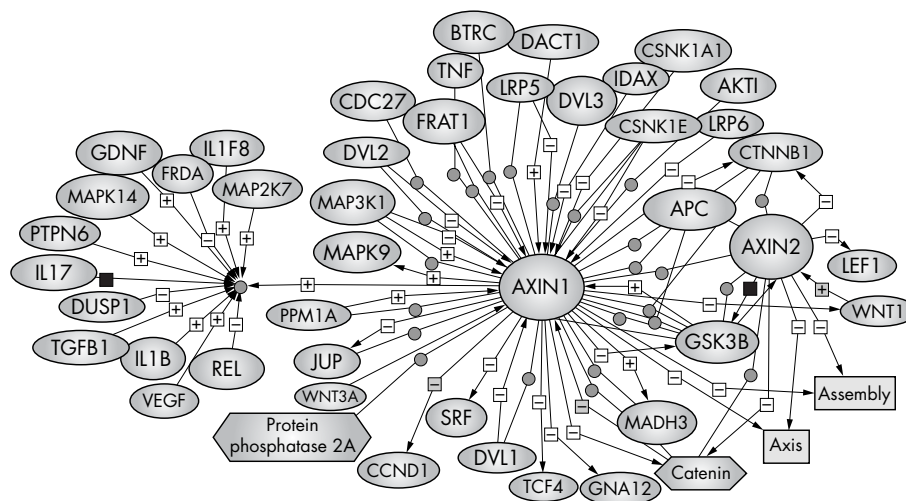 BTRC
DACT1
CSNK1A1
TNF
LRP5
IDAX
AKTI
CDC27
DVL3
FRAT1
CSNK1E
LRP6
GDNF
IL1F8
DVL2
CTNNB1
FRDA
MAPK14
MAP2K7
MAP3K1
APC
PTPN6
MAPK9
AXIN2
IL17
AXIN1
LEF1
DUSP1
PPM1A
WNT1
TGFB1
IL1B
REL
JUP
GSK3B
VEGF
WNT3A
Assembly
Protein
phosphatase 2A
SRF
MADH3
Axis
CCND1
DVL1
Catenin
TCF4
GNA12